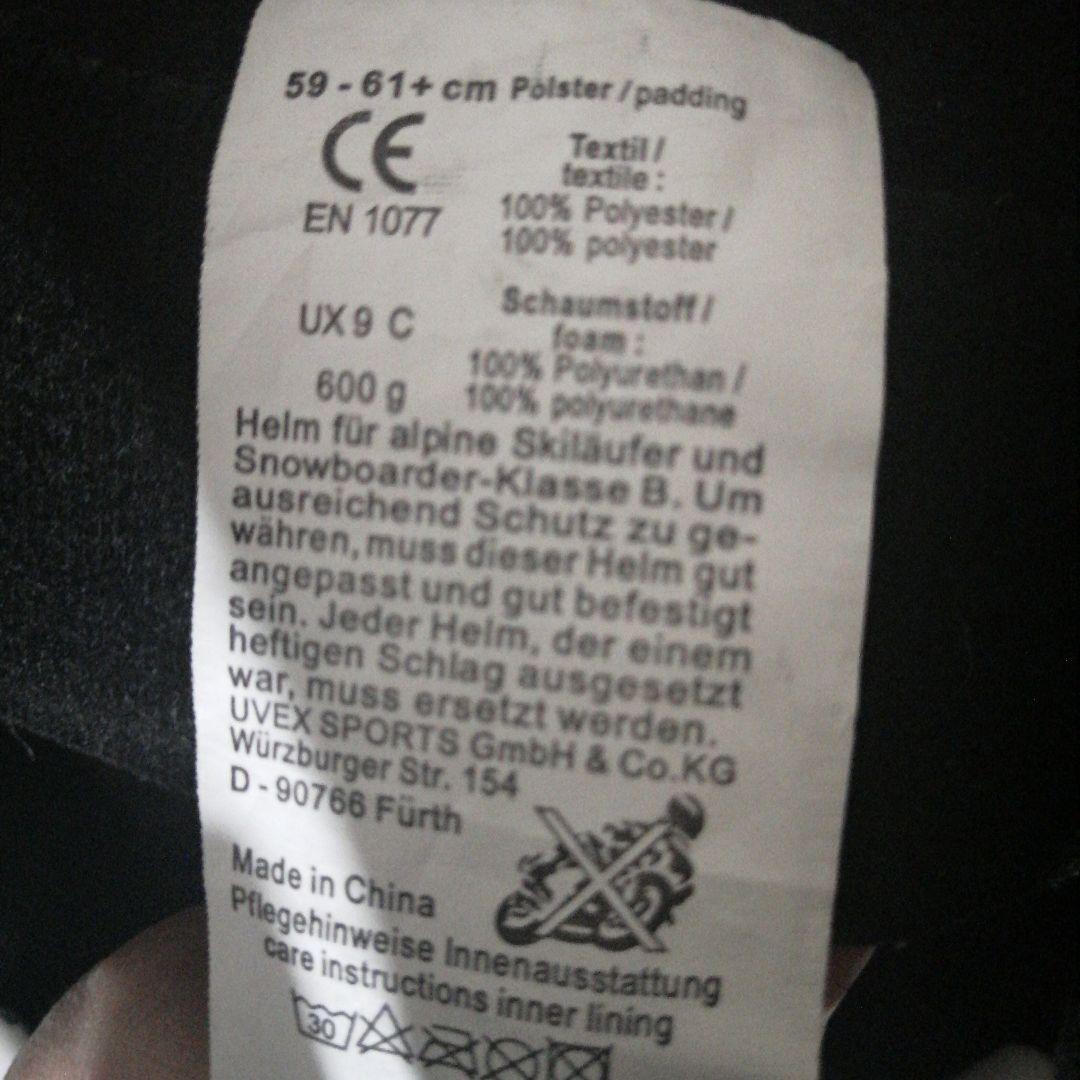 59 - 61+ cm Polster / padding
CE
EN 1077
Textil /
textile :
100% Polyester /
100% polyester
UX 9 C
600 g
Schaumstoff /
foam :
100% Polyurethan /
100% polyurethane
Helm für alpine Skiläufer und
Snowboarder-Klasse B. Um
ausreichend Schutz zu ge-
währen, muss dieser Helm gut
angepasst und gut befestigt
sein. Jeder Helm, der einem
heftigen Schlag ausgesetzt
war, muss ersetzt werden.
UVEX SPORTS GmbH & Co.KG
Würzburger Str. 154
D - 90766 Fürth
Made in China
Pflegehinweise Innenausstattung
care instructions inner lining
30